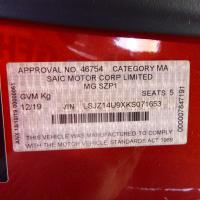 APPROVAL NO. 46754 CATEGORY MA
SAIC MOTOR CORP LIMITED
MG SZP1
GVM Kg SEATS 5
12/19 VIN LSJZ14U9XKS071653
THIS VEHICLE WAS MANUFACTURED TO COMPLY WITH
THE MOTOR VEHICLE STANDARDS ACT 1989